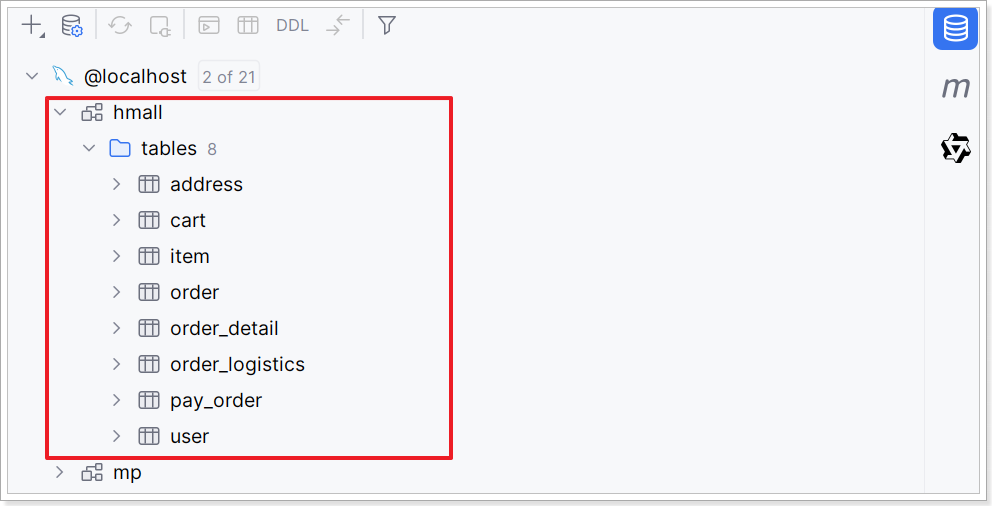 DDL
@localhost 2 of 21
hmall
tables 8
address
cart
item
order
order_detail
order_logistics
pay_order
user
mp
m